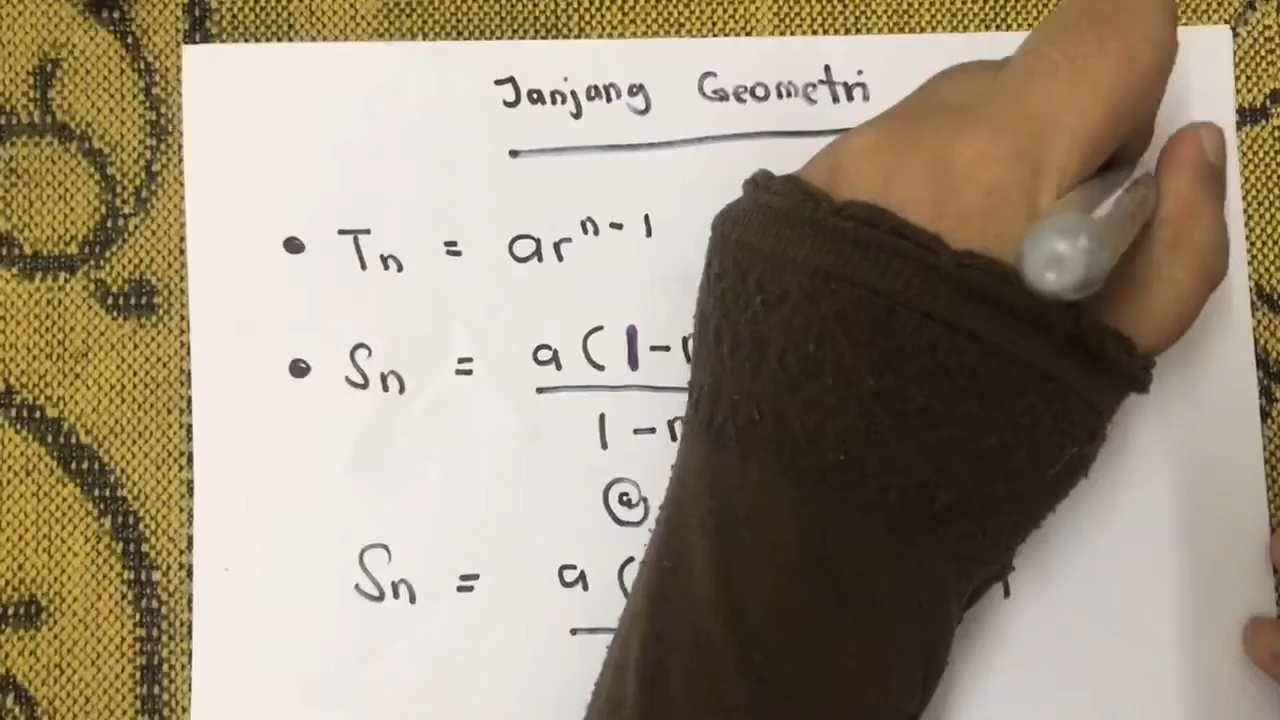 Janjang Geometri
• Tn = ar^n-1
• Sn = a(1-r
1-r
@
Sn = a(